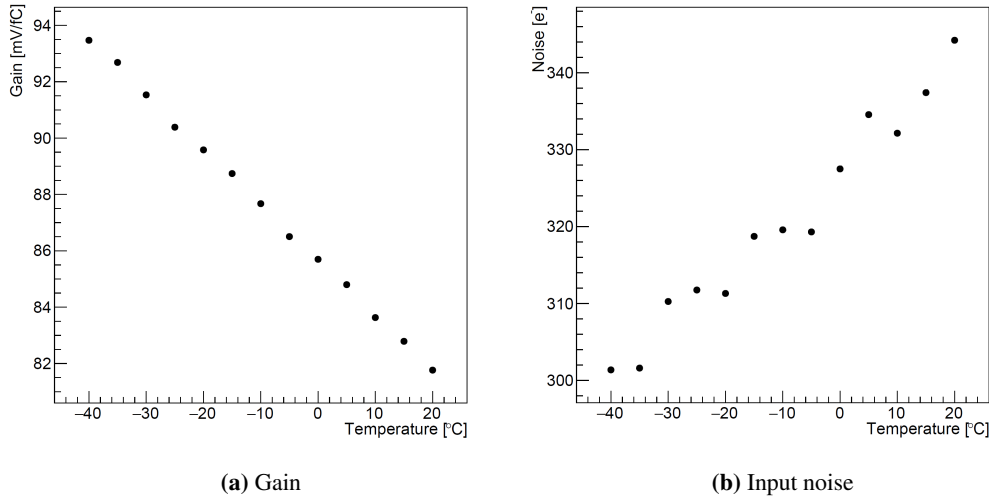 Gain [mV/fC]
94
92
90
88
86
84
82
−40 −30 −20 −10 0 10 20
Temperature [°C]
(a) Gain
Noise [e⁻]
340
330
320
310
300
−40 −30 −20 −10 0 10 20
Temperature [°C]
(b) Input noise